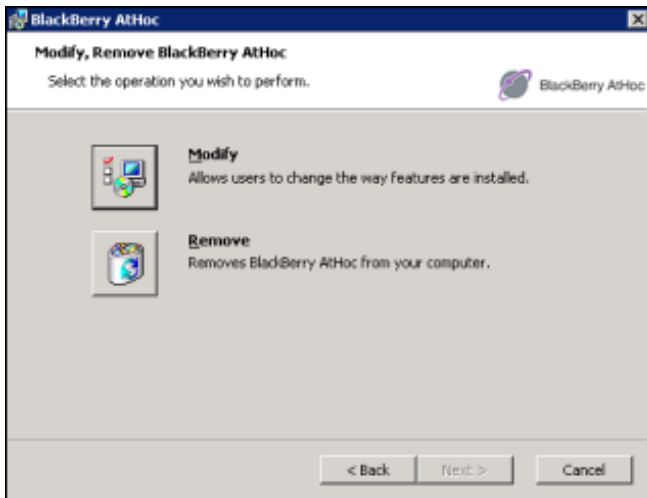 BlackBerry AtHoc
Modify, Remove BlackBerry AtHoc
Select the operation you wish to perform.
BlackBerry AtHoc
Modify
Allows users to change the way features are installed.
Remove
Removes BlackBerry AtHoc from your computer.
< Back
Next >
Cancel